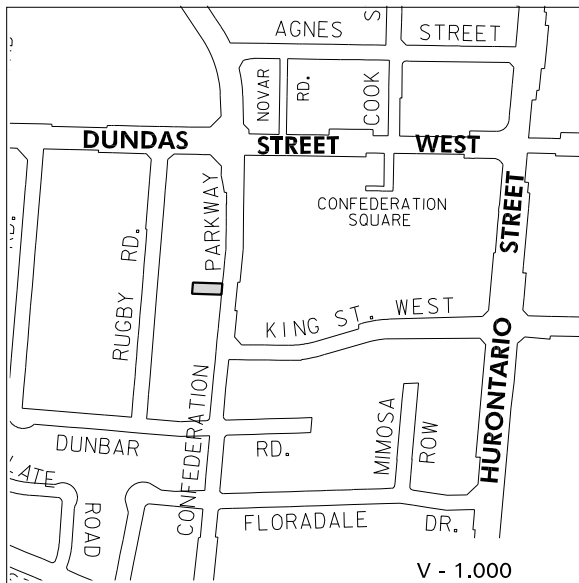 AGNES STREET
NOVAR RD.
COOK S
DUNDAS STREET WEST
CONFEDERATION
SQUARE
RUGBY RD.
CONFEDERATION PARKWAY
KING ST. WEST
HURONTARIO STREET
DUNBAR RD.
MIMOSA ROW
ROAD
FLORADALE DR.
V - 1.000